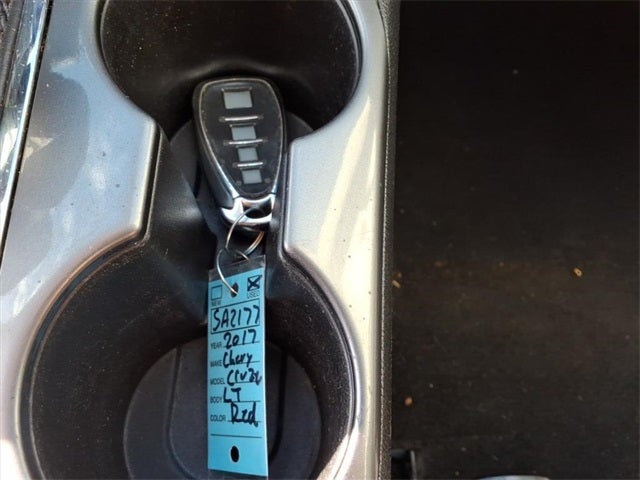 NEW USED
SA2177
YEAR 2017
MAKE Chevy
MODEL Cruze
BODY LT
COLOR Red